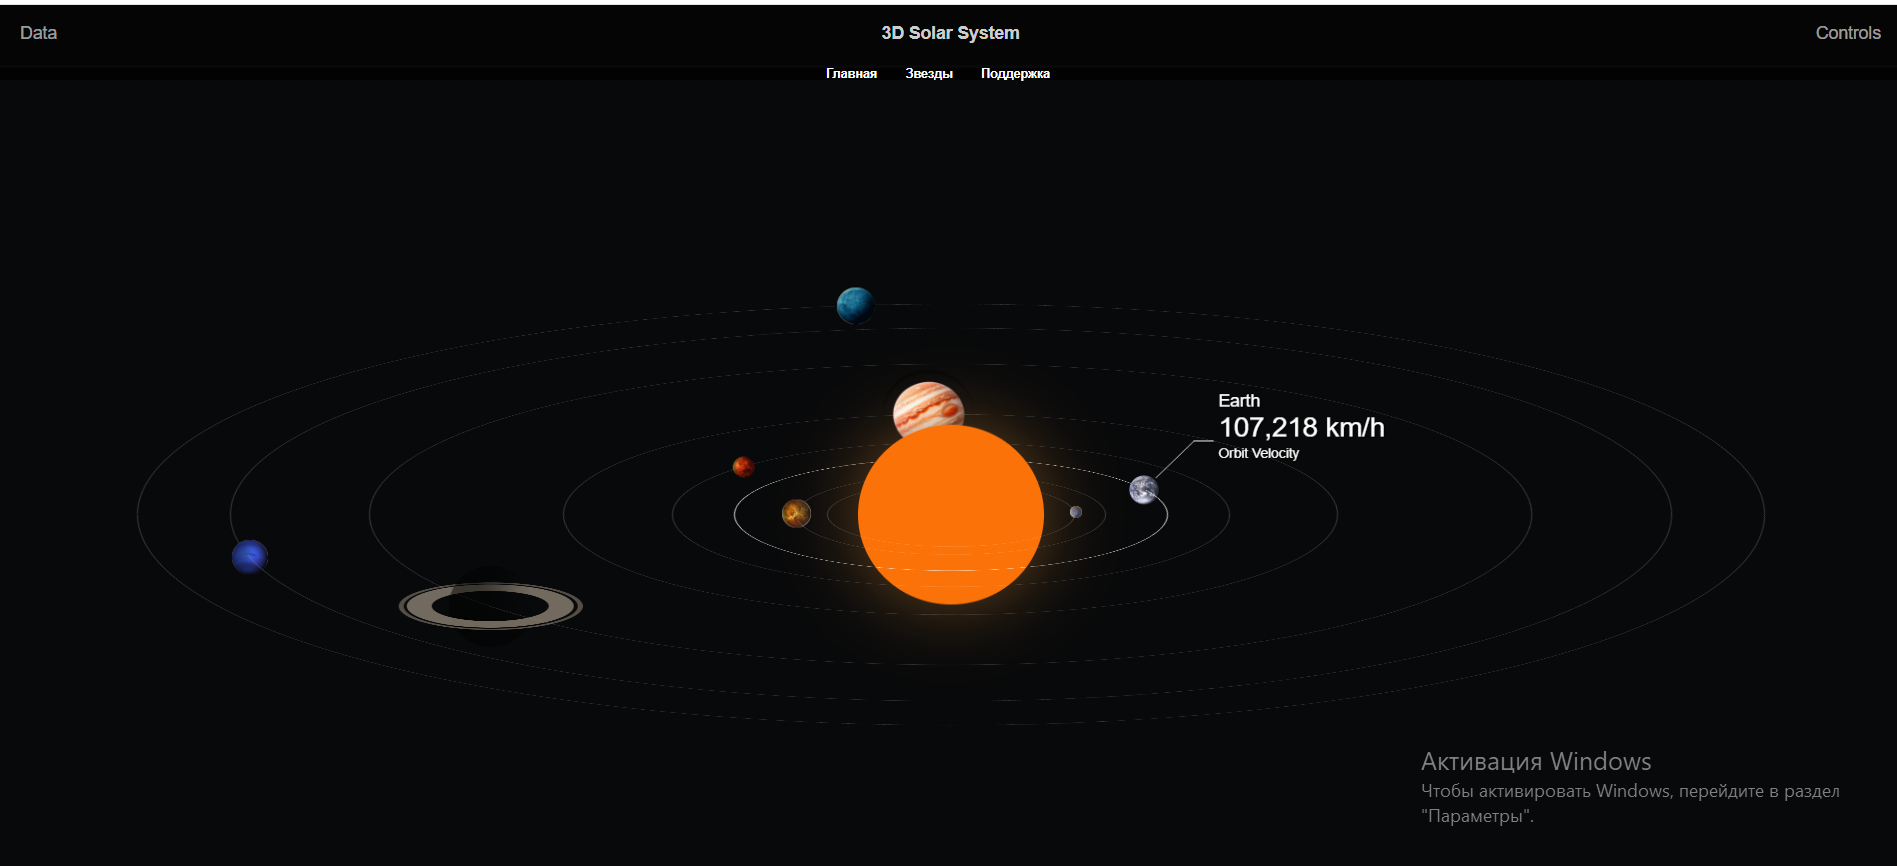 Data
3D Solar System
Controls
Главная Звезды Поддержка
Earth
107,218 km/h
Orbit Velocity
Активация Windows
Чтобы активировать Windows, перейдите в раздел
"Параметры".